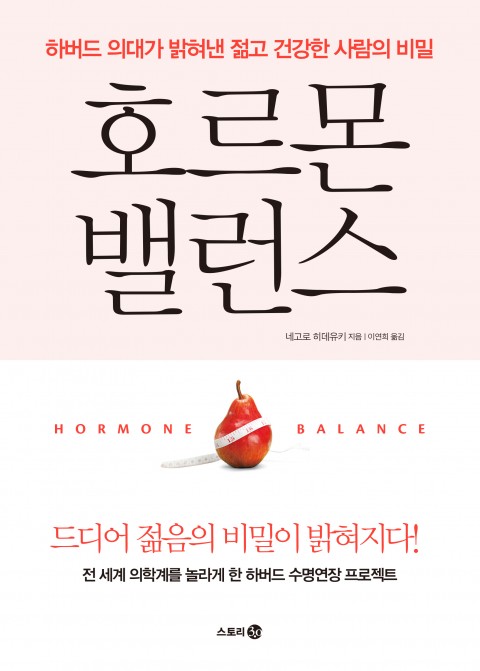 하버드 의대가 밝혀낸 젊고 건강한 사람의 비밀
호르몬
밸런스
네고로 히데유키 지음 | 이연희 옮김
HORMONE BALANCE
드디어 젊음의 비밀이 밝혀지다!
전 세계 의학계를 놀라게 한 하버드 수명연장 프로젝트
스토리 3.0